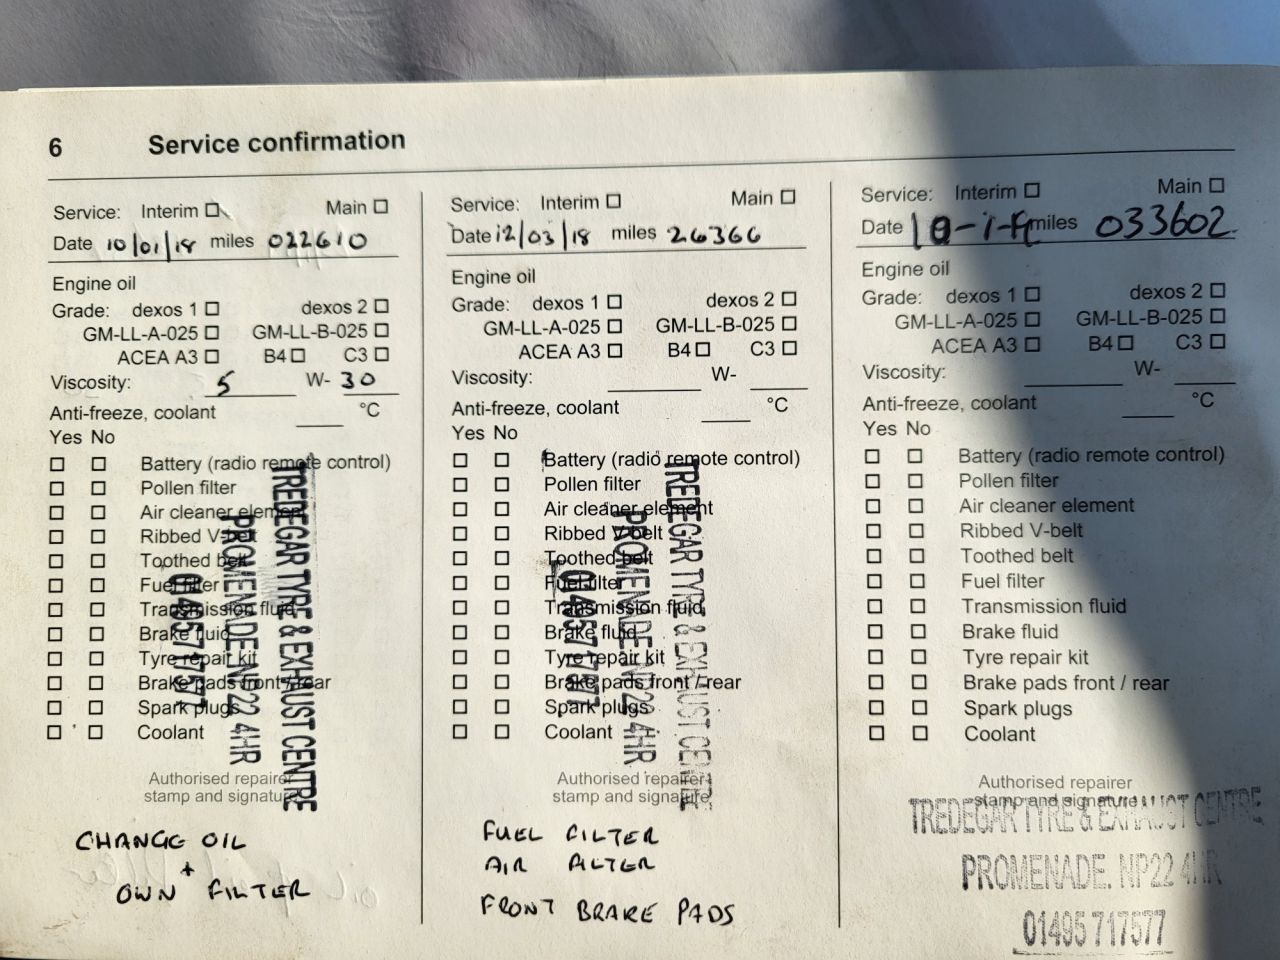 6 Service confirmation
Service: Interim ☐ Main ☐
Date 10/01/18 miles 022610
Engine oil
Grade: dexos 1 ☐ dexos 2 ☐
GM-LL-A-025 ☐ GM-LL-B-025 ☐
ACEA A3 ☐ B4 ☐ C3 ☐
Viscosity: 5 W- 30
Anti-freeze, coolant ____ °C
Yes No
☐ ☐ Battery (radio remote control)
☐ ☐ Pollen filter
☐ ☐ Air cleaner element
☐ ☐ Ribbed V-belt
☐ ☐ Toothed belt
☐ ☐ Fuel filter
☐ ☐ Transmission fluid
☐ ☐ Brake fluid
☐ ☐ Tyre repair kit
☐ ☐ Brake pads front / rear
☐ ☐ Spark plugs
☐ ☐ Coolant
Authorised repairer
stamp and signature
TREDEGAR TYRE & EXHAUST CENTRE
PROMENADE NP22 4HR
CHANGE OIL
+
OWN FILTER
Service: Interim ☐ Main ☐
Date 12/03/18 miles 26366
Engine oil
Grade: dexos 1 ☐ dexos 2 ☐
GM-LL-A-025 ☐ GM-LL-B-025 ☐
ACEA A3 ☐ B4 ☐ C3 ☐
Viscosity: ____ W- ____
Anti-freeze, coolant ____ °C
Yes No
☐ ☐ Battery (radio remote control)
☐ ☐ Pollen filter
☐ ☐ Air cleaner element
☐ ☐ Ribbed V-belt
☐ ☐ Toothed belt
☐ ☐ Fuel filter
☐ ☐ Transmission fluid
☐ ☐ Brake fluid
☐ ☐ Tyre repair kit
☐ ☐ Brake pads front / rear
☐ ☐ Spark plugs
☐ ☐ Coolant
Authorised repairer
stamp and signature
TREDEGAR TYRE & EXHAUST CENTRE
PROMENADE NP22 4HR
FUEL FILTER
AIR FILTER
FRONT BRAKE PADS
Service: Interim ☐ Main ☐
Date miles 033602
Engine oil
Grade: dexos 1 ☐ dexos 2 ☐
GM-LL-A-025 ☐ GM-LL-B-025 ☐
ACEA A3 ☐ B4 ☐ C3 ☐
Viscosity: ____ W- ____
Anti-freeze, coolant ____ °C
Yes No
☐ ☐ Battery (radio remote control)
☐ ☐ Pollen filter
☐ ☐ Air cleaner element
☐ ☐ Ribbed V-belt
☐ ☐ Toothed belt
☐ ☐ Fuel filter
☐ ☐ Transmission fluid
☐ ☐ Brake fluid
☐ ☐ Tyre repair kit
☐ ☐ Brake pads front / rear
☐ ☐ Spark plugs
☐ ☐ Coolant
Authorised repairer
stamp and signature
TREDEGAR TYRE & EXHAUST CENTRE
PROMENADE. NP22 4HR
01495 717577